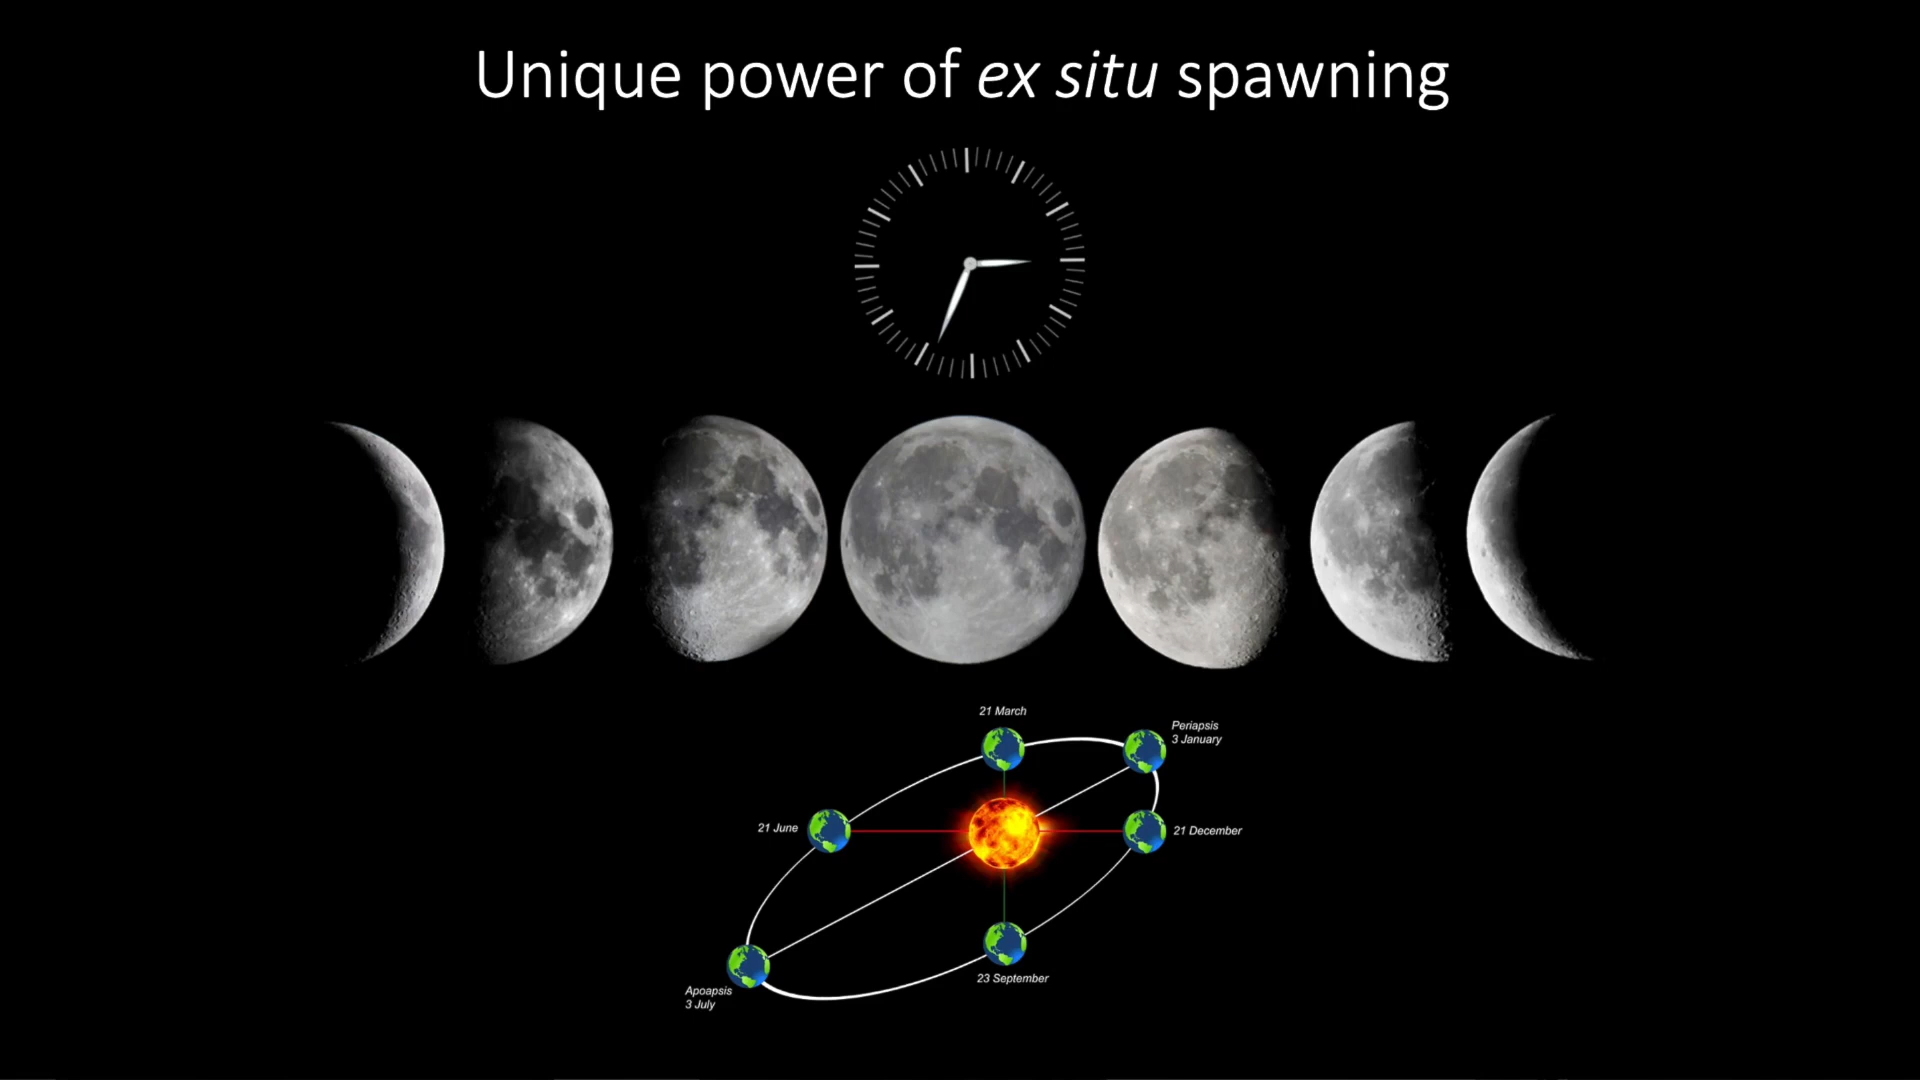 Unique power of ex situ spawning
21 March
Periapsis
3 January
21 June
21 December
23 September
Apoapsis
3 July